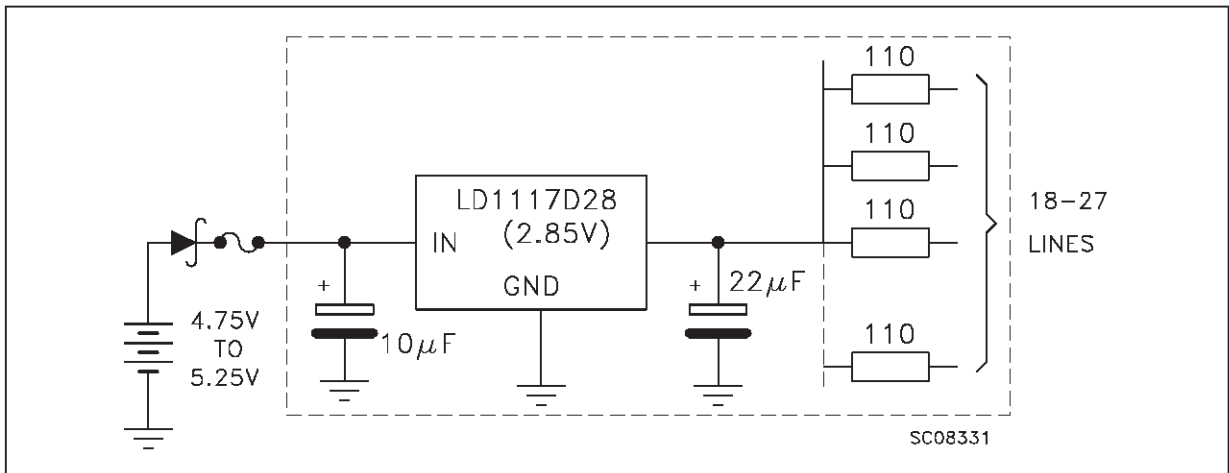 110
110
110
110
18-27
LINES
LD1117D28
(2.85V)
IN
GND
+
10μF
+
22μF
4.75V
TO
5.25V
SC08331